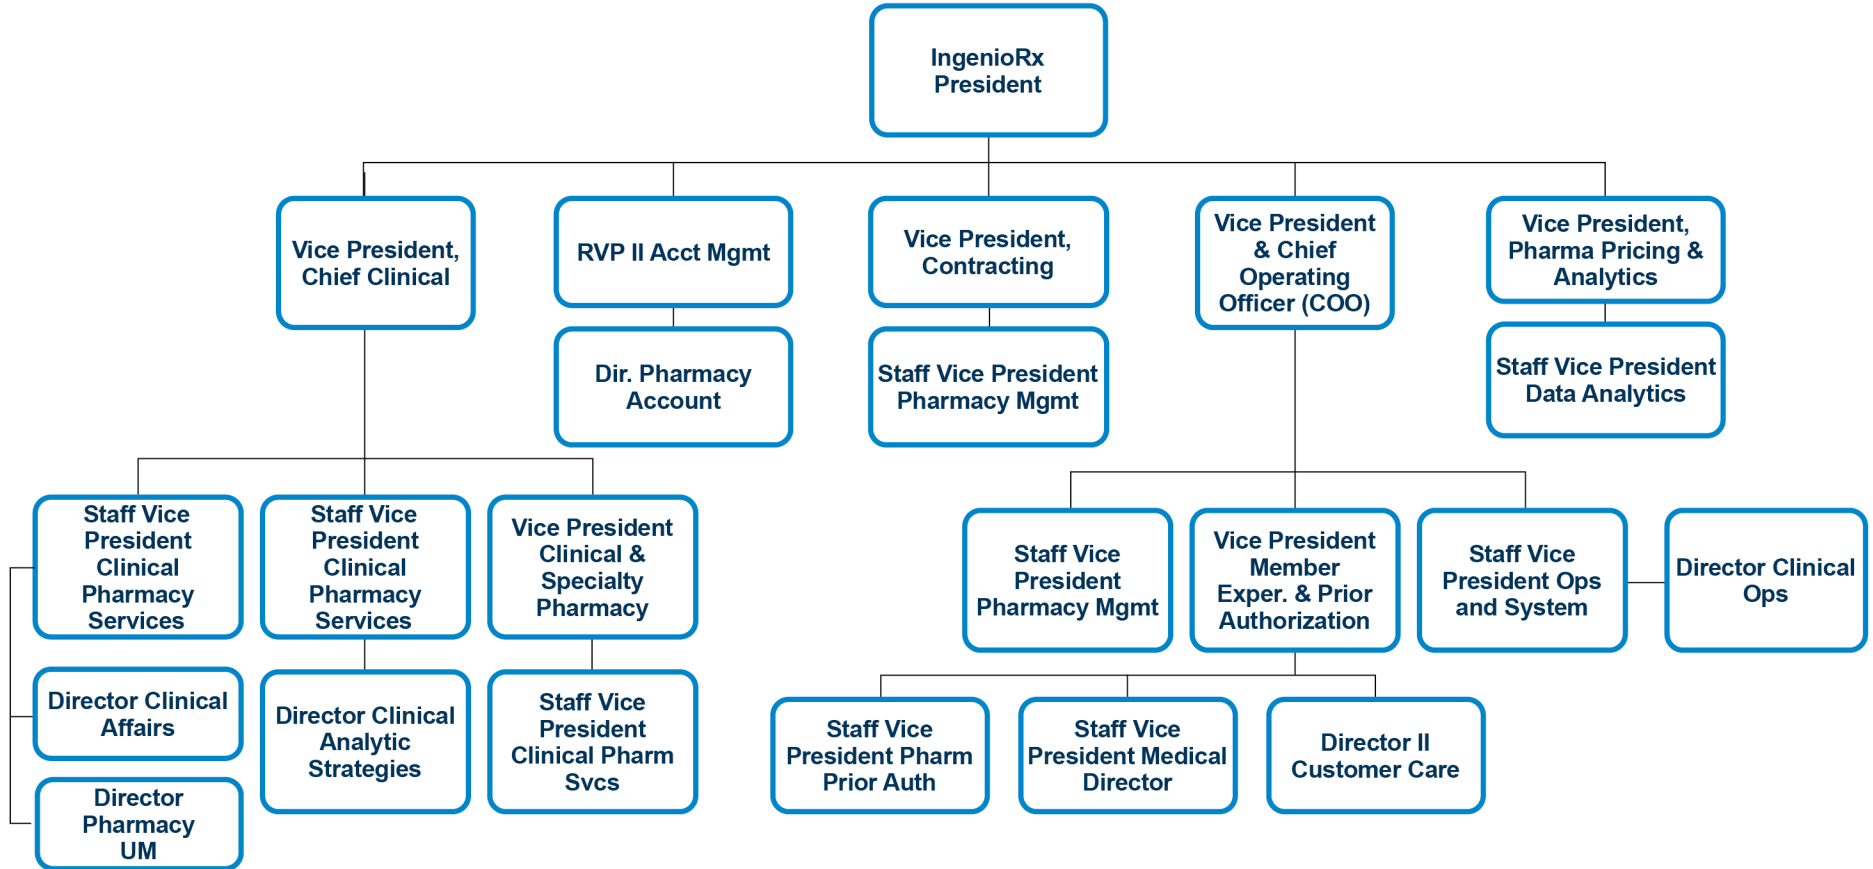 IngenioRx
President
Vice President,
Chief Clinical
RVP II Acct Mgmt
Vice President,
Contracting
Vice President
& Chief
Operating
Officer (COO)
Vice President,
Pharma Pricing &
Analytics
Dir. Pharmacy
Account
Staff Vice President
Pharmacy Mgmt
Staff Vice President
Data Analytics
Staff Vice
President
Clinical
Pharmacy
Services
Staff Vice
President
Clinical
Pharmacy
Services
Vice President
Clinical &
Specialty
Pharmacy
Staff Vice
President
Pharmacy Mgmt
Vice President
Member
Exper. & Prior
Authorization
Staff Vice
President Ops
and System
Director Clinical
Ops
Director Clinical
Affairs
Director Clinical
Analytic
Strategies
Staff Vice
President
Clinical Pharm
Svcs
Staff Vice
President Pharm
Prior Auth
Staff Vice
President Medical
Director
Director II
Customer Care
Director
Pharmacy
UM